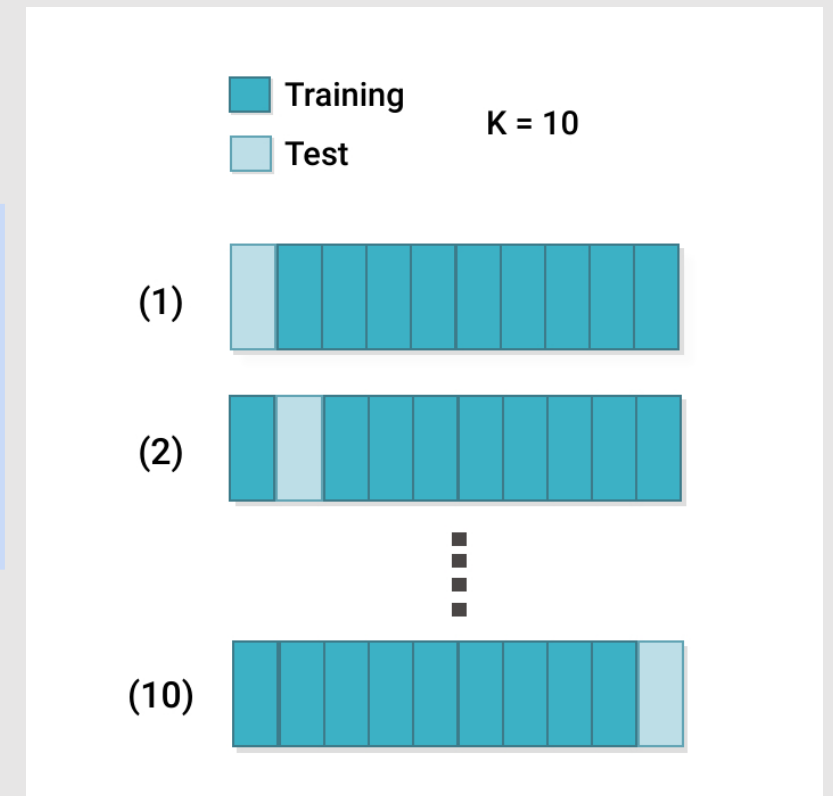 Training
K = 10
Test
(1)
(2)
(10)